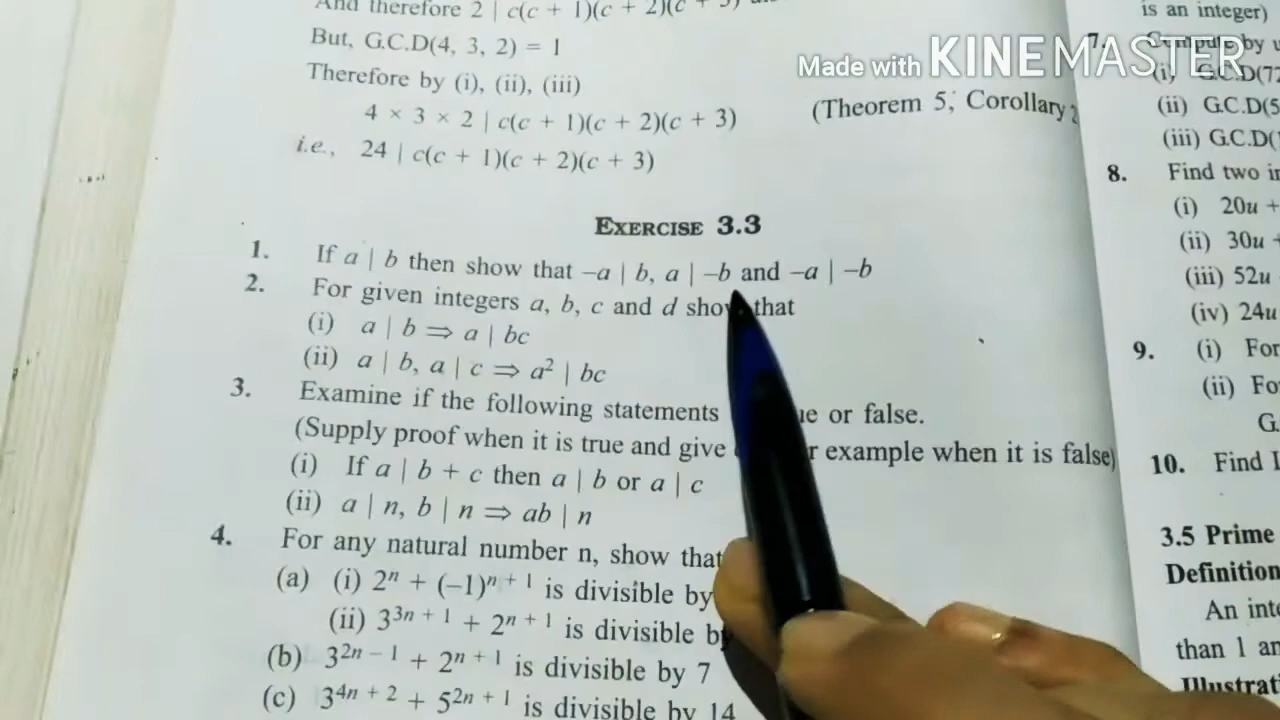 And therefore 2 | c(c + 1)(c + 2)(c + 3)
But, G.C.D(4, 3, 2) = 1
Therefore by (i), (ii), (iii)
4 × 3 × 2 | c(c + 1)(c + 2)(c + 3)
(Theorem 5, Corollary
i.e., 24 | c(c + 1)(c + 2)(c + 3)
EXERCISE 3.3
1. If a | b then show that –a | b, a | –b and –a | –b
2. For given integers a, b, c and d show that
(i) a | b ⇒ a | bc
(ii) a | b, a | c ⇒ a² | bc
3. Examine if the following statements or false.
(Supply proof when it is true and give example when it is false)
(i) If a | b + c then a | b or a | c
(ii) a | n, b | n ⇒ ab | n
4. For any natural number n, show that
(a) (i) 2ⁿ + (–1)ⁿ ⁺ ¹ is divisible by
(ii) 3³ⁿ ⁺ ¹ + 2ⁿ ⁺ ¹ is divisible by
(b) 3²ⁿ ⁻ ¹ + 2ⁿ ⁺ ¹ is divisible by 7
(c) 3⁴ⁿ ⁺ ² + 5²ⁿ ⁺ ¹ is divisible by 14
is an integer)
7. Compute by
(i) G.C.D(72
(ii) G.C.D(5
(iii) G.C.D(
8. Find two
(i) 20u +
(ii) 30u
(iii) 52u
(iv) 24u
9. (i) For
(ii) Fo
G.
10. Find
3.5 Prime
Definition
An
than 1
Made with KINEMASTER